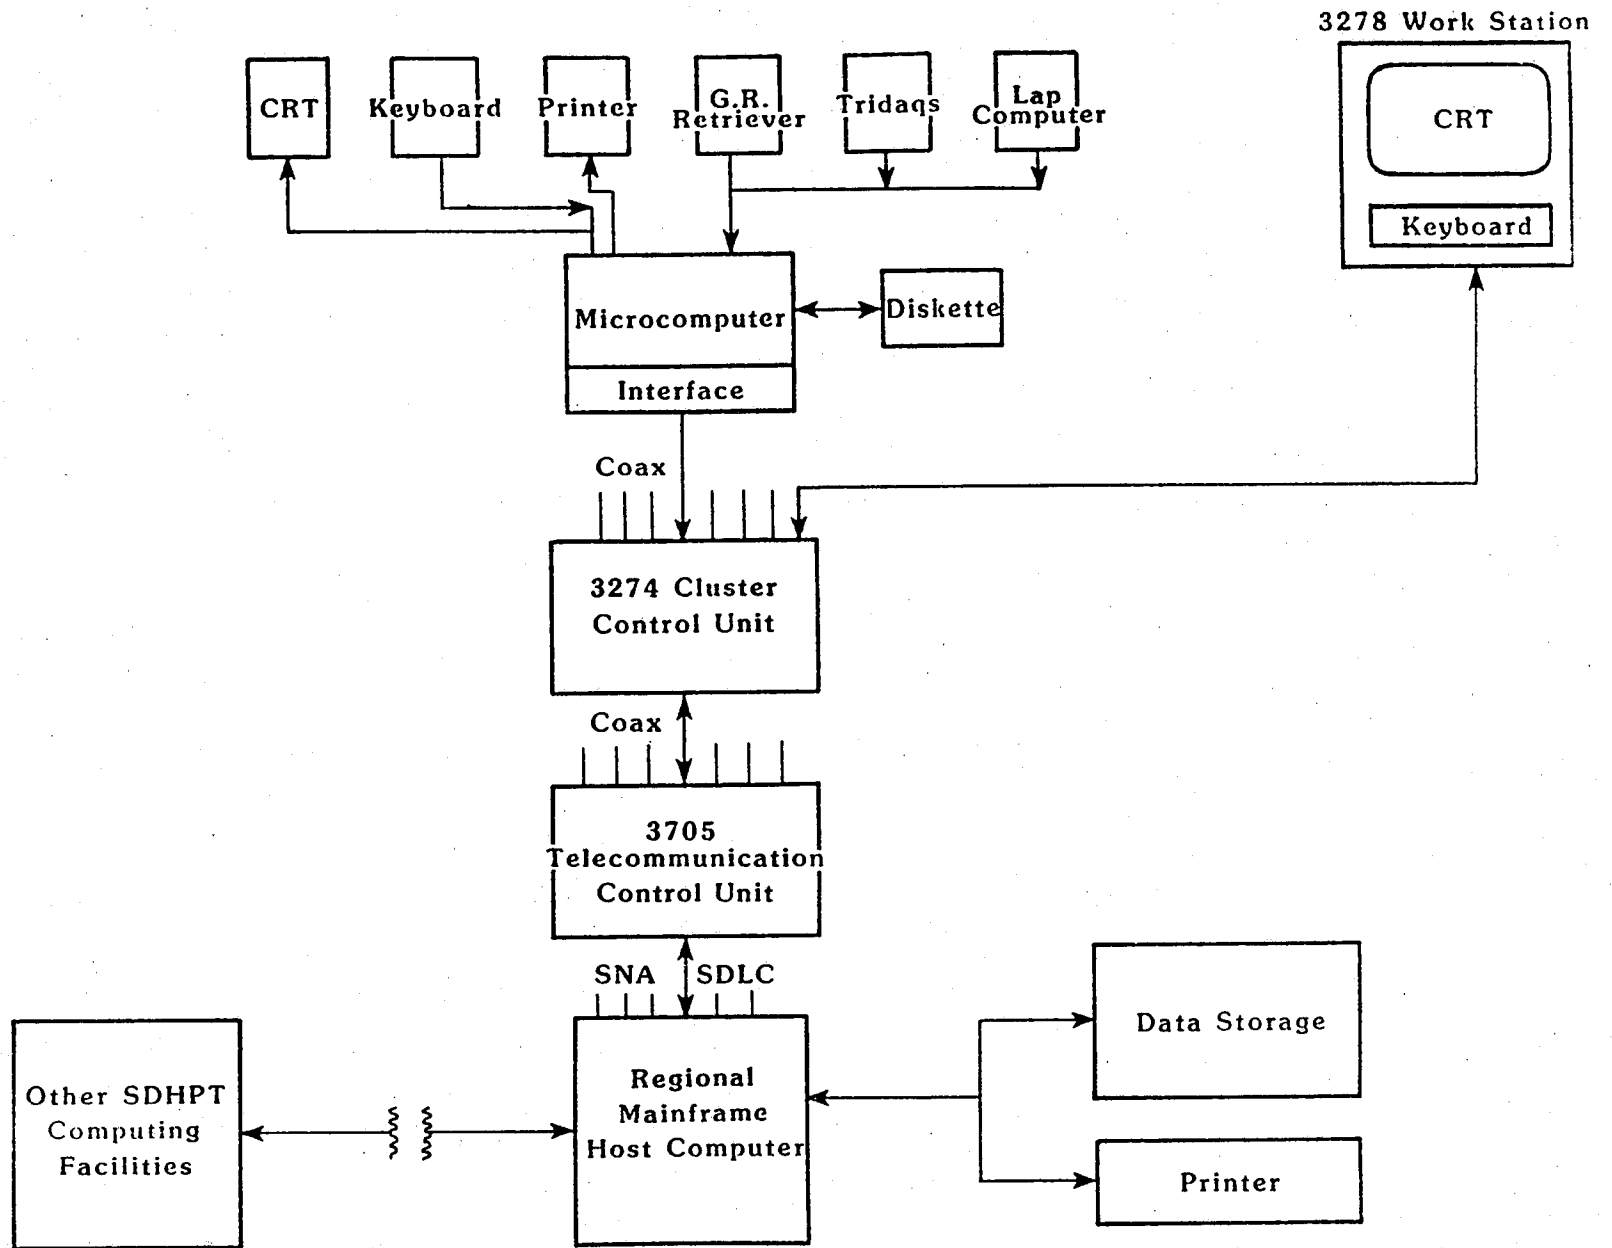 3278 Work Station
CRT
Keyboard
Printer
G.R.
Retriever
Tridaqs
Lap
Computer
CRT
Keyboard
Microcomputer
Diskette
Interface
Coax
3274 Cluster
Control Unit
Coax
3705
Telecommunication
Control Unit
SNA SDLC
Other SDHPT
Computing
Facilities
Regional
Mainframe
Host Computer
Data Storage
Printer